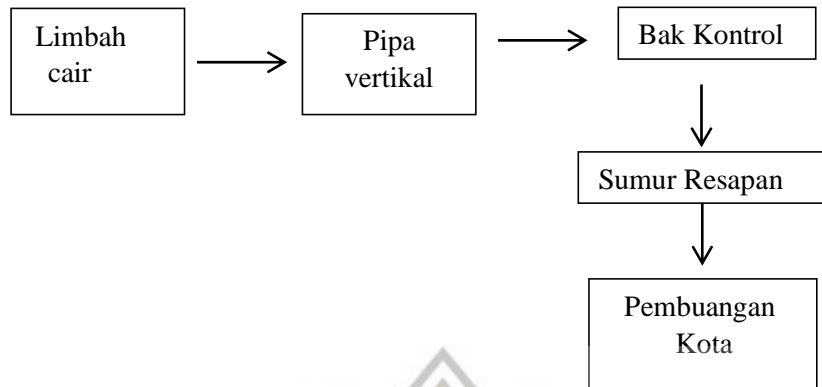 Limbah
cair
Pipa
vertikal
Bak Kontrol
Sumur Resapan
Pembuangan
Kota